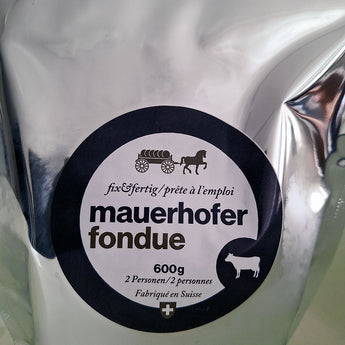 fix&fertig/prête à l'emploi
mauerhofer
fondue
600g
2 Personen/2 personnes
Fabriqué en Suisse